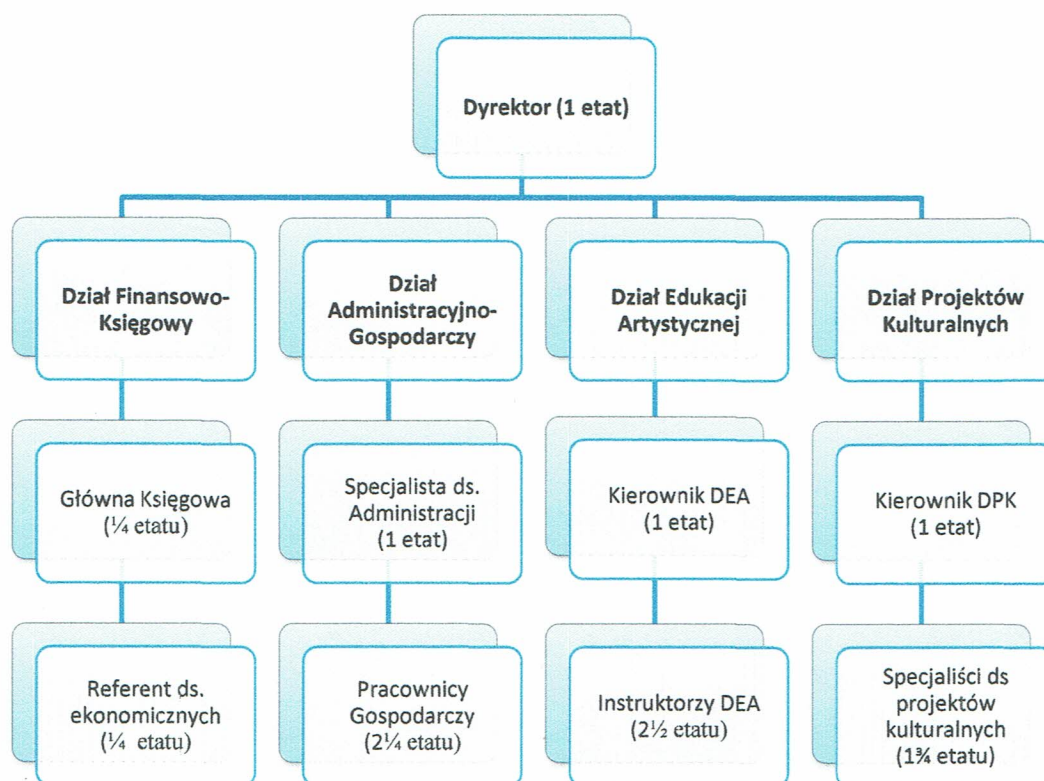 Dyrektor (1 etat)
Dział Finansowo-
Księgowy
Dział
Administracyjno-
Gospodarczy
Dział Edukacji
Artystycznej
Dział Projektów
Kulturalnych
Główna Księgowa
(¼ etatu)
Specjalista ds.
Administracji
(1 etat)
Kierownik DEA
(1 etat)
Kierownik DPK
(1 etat)
Referent ds.
ekonomicznych
(¼ etatu)
Pracownicy
Gospodarczy
(2¼ etatu)
Instruktorzy DEA
(2½ etatu)
Specjaliści ds
projektów
kulturalnych
(1¾ etatu)